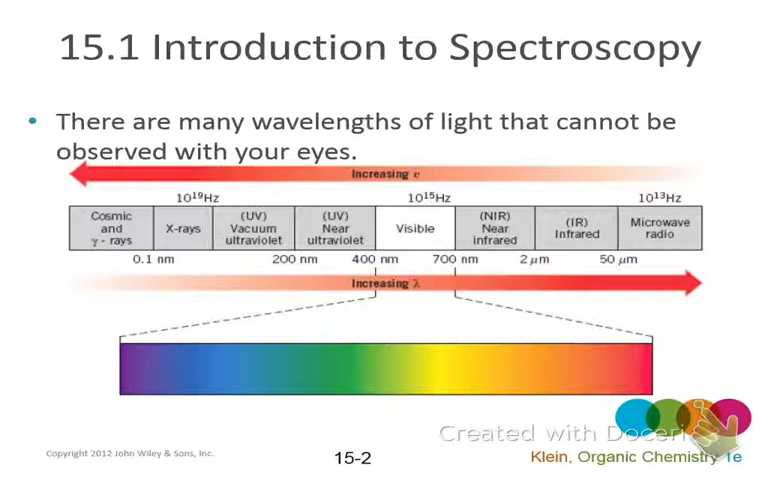 15.1 Introduction to Spectroscopy
• There are many wavelengths of light that cannot be
observed with your eyes.
Increasing ν
10¹⁹Hz 10¹⁵Hz 10¹³Hz
Cosmic and γ - rays
X-rays
(UV) Vacuum ultraviolet
(UV) Near ultraviolet
Visible
(NIR) Near infrared
(IR) Infrared
Microwave radio
0.1 nm 200 nm 400 nm 700 nm 2 μm 50 μm
Increasing λ
Created with Doceri
Copyright 2012 John Wiley & Sons, Inc.
15-2
Klein, Organic Chemistry 1e